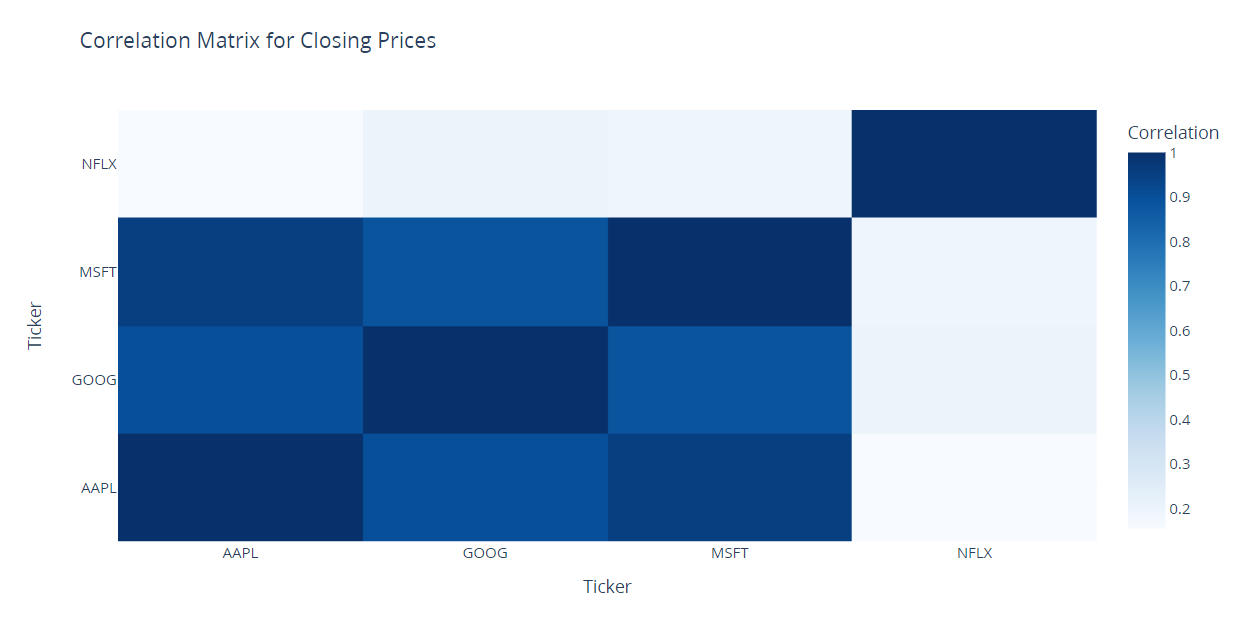 Correlation Matrix for Closing Prices
Correlation
1
0.9
0.8
0.7
0.6
0.5
0.4
0.3
0.2
NFLX
MSFT
GOOG
AAPL
Ticker
AAPL GOOG MSFT NFLX
Ticker